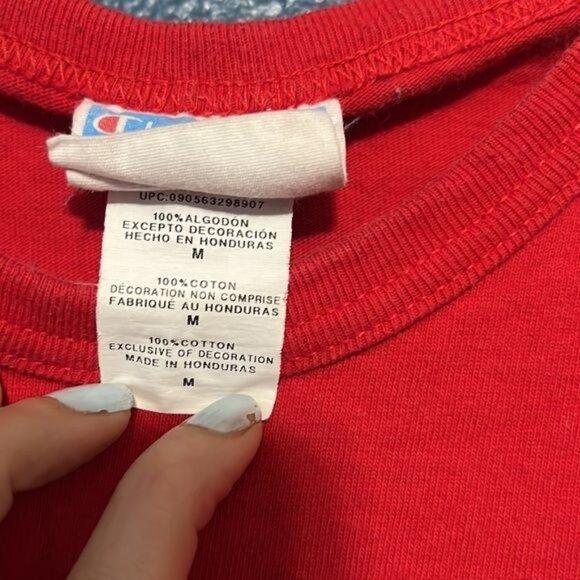 UPC:090563298907
100%ALGODÓN
EXCEPTO DECORACIÓN
HECHO EN HONDURAS
M
100%COTON
DÉCORATION NON COMPRISE
FABRIQUÉ AU HONDURAS
M
100%COTTON
EXCLUSIVE OF DECORATION
MADE IN HONDURAS
M